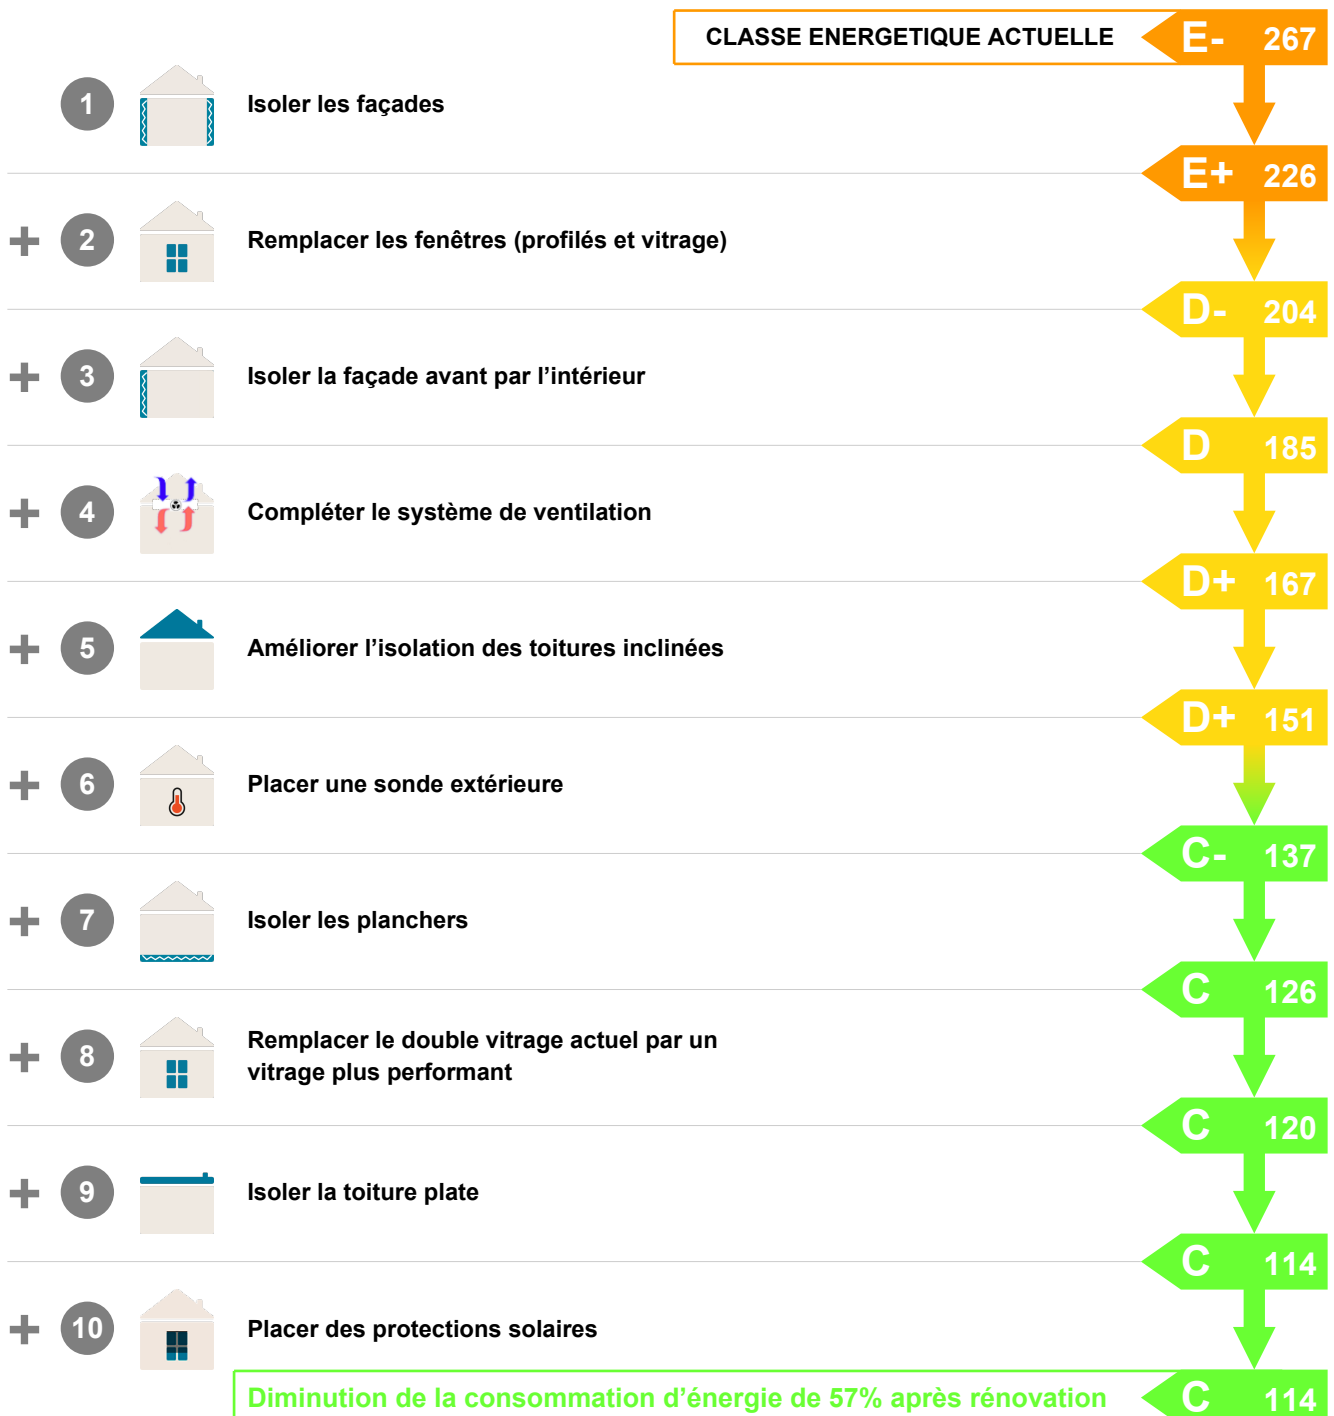 CLASSE ENERGETIQUE ACTUELLE E- 267
1 Isoler les façades
E+ 226
+ 2 Remplacer les fenêtres (profilés et vitrage)
D- 204
+ 3 Isoler la façade avant par l’intérieur
D 185
+ 4 Compléter le système de ventilation
D+ 167
+ 5 Améliorer l’isolation des toitures inclinées
D+ 151
+ 6 Placer une sonde extérieure
C- 137
+ 7 Isoler les planchers
C 126
+ 8 Remplacer le double vitrage actuel par un
vitrage plus performant
C 120
+ 9 Isoler la toiture plate
C 114
+ 10 Placer des protections solaires
Diminution de la consommation d’énergie de 57% après rénovation C 114